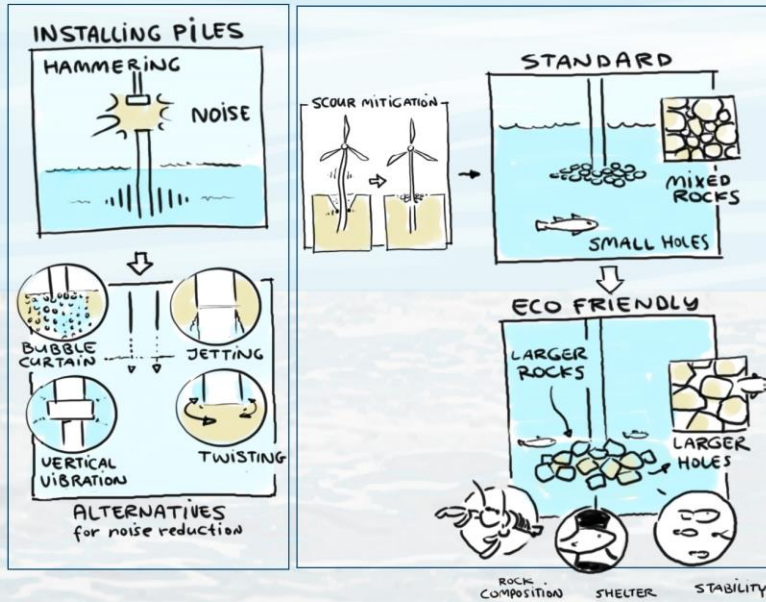 INSTALLING PILES
HAMMERING
NOISE
BUBBLE
CURTAIN
JETTING
VERTICAL
VIBRATION
TWISTING
ALTERNATIVES
for noise reduction
SCOUR MITIGATION
STANDARD
MIXED
ROCKS
SMALL HOLES
ECO FRIENDLY
LARGER
ROCKS
LARGER
HOLES
ROCK
COMPOSITION
SHELTER
STABILITY